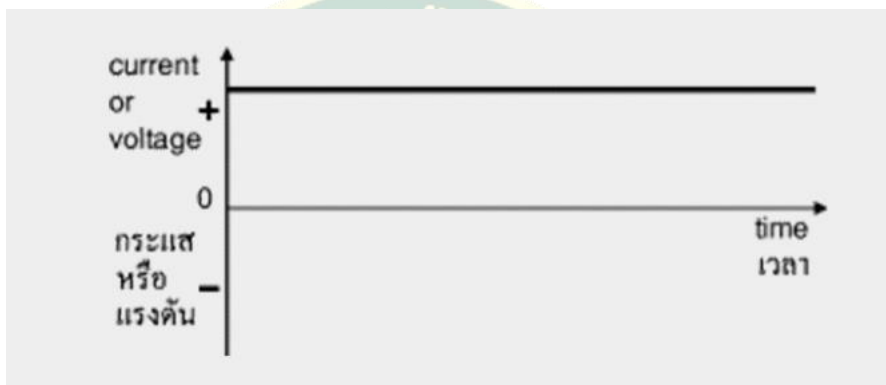 current
or
+
voltage
0
กระแส
หรือ
–
แรงดัน
time
เวลา